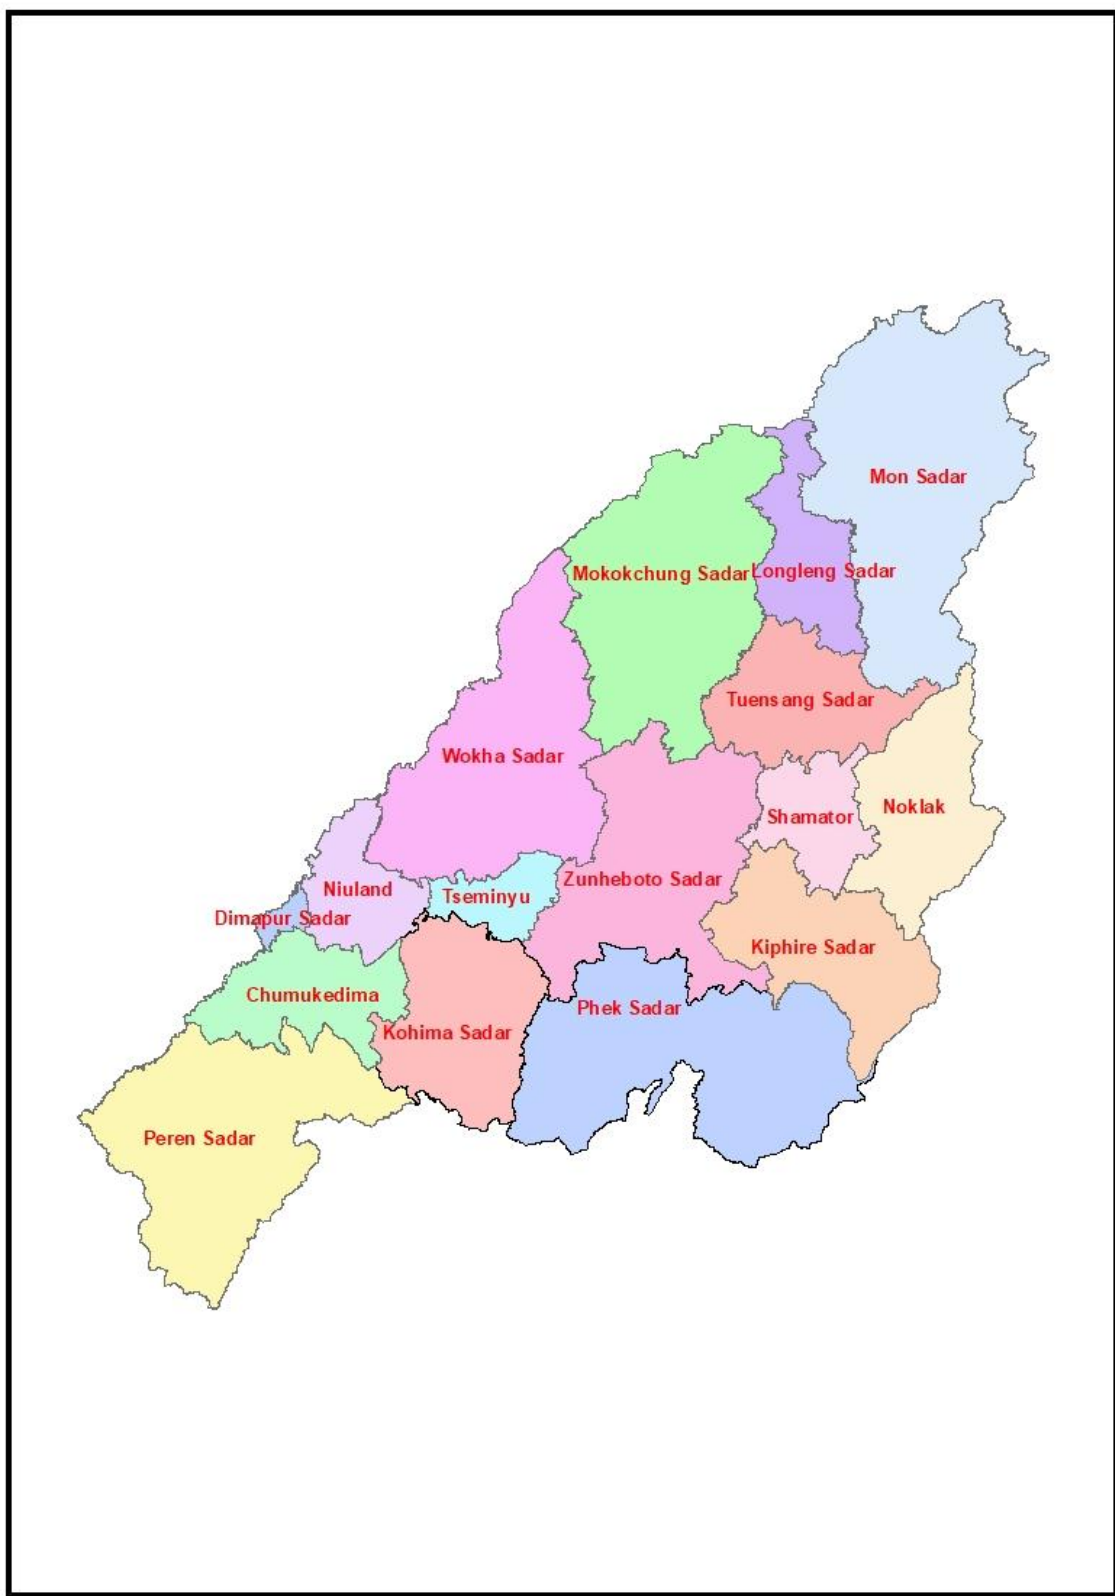 Mon Sadar
Mokokchung Sadar
Longleng Sadar
Tuensang Sadar
Wokha Sadar
Noklak
Shamator
Zunheboto Sadar
Niuland
Tseminyu
Dimapur Sadar
Kiphire Sadar
Chumukedima
Phek Sadar
Kohima Sadar
Peren Sadar